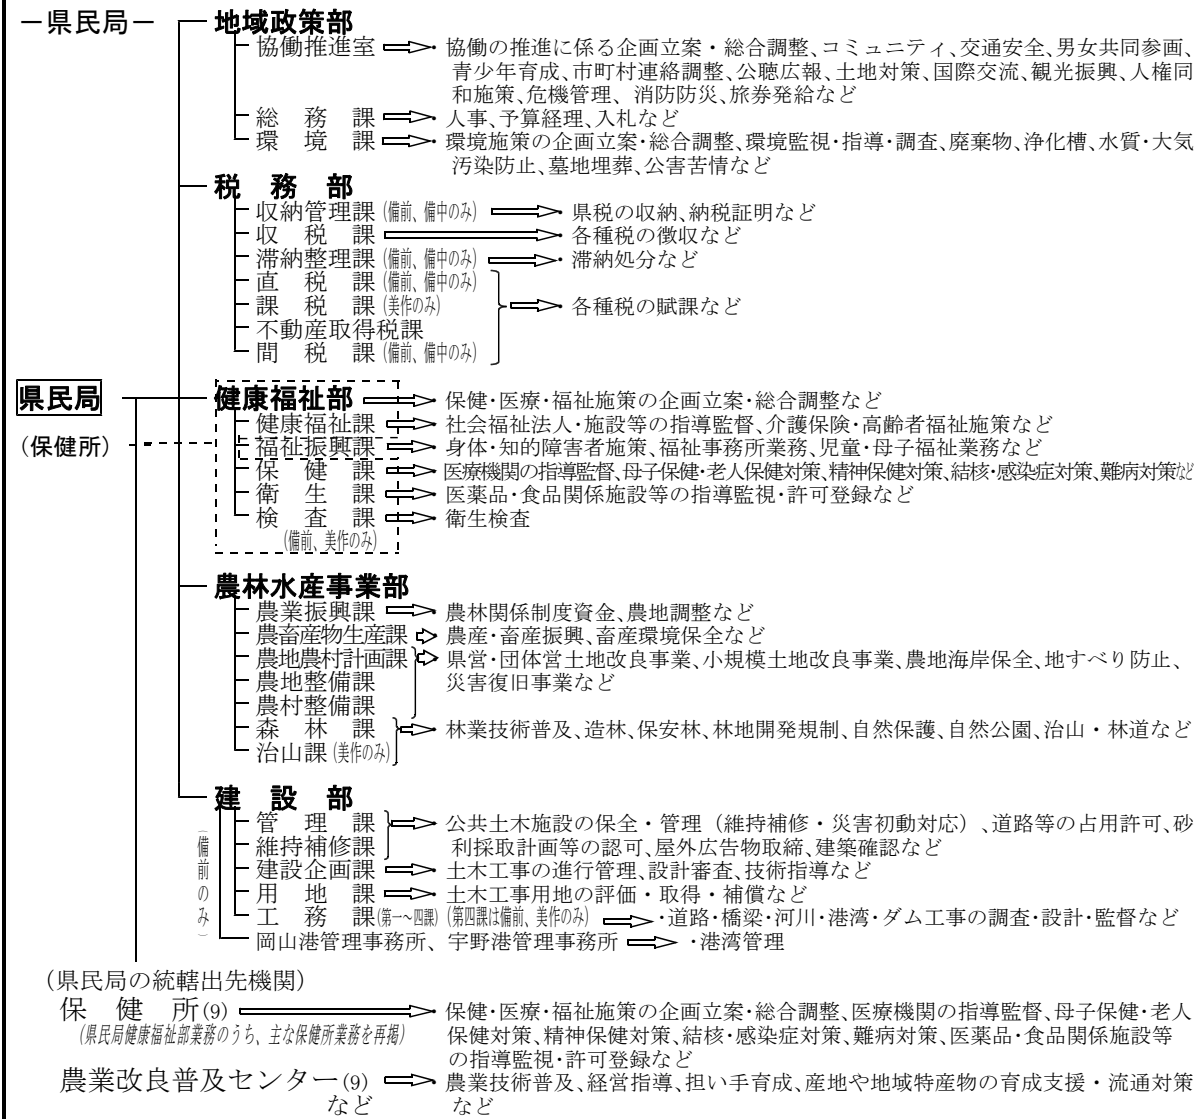 －県民局－
地域政策部
協働推進室 ・ 協働の推進に係る企画立案・総合調整、コミュニティ、交通安全、男女共同参画、
青少年育成、市町村連絡調整、公聴広報、土地対策、国際交流、観光振興、人権同
和施策、危機管理、消防防災、旅券発給など
総務課 ・ 人事、予算経理、入札など
環境課 ・ 環境施策の企画立案・総合調整、環境監視・指導・調査、廃棄物、浄化槽、水質・大気
汚染防止、墓地埋葬、公害苦情など
税務部
収納管理課(備前、備中のみ) ・ 県税の収納、納税証明など
収税課 ・ 各種税の徴収など
滞納整理課(備前、備中のみ) ・ 滞納処分など
直税課(備前、備中のみ)
課税課(美作のみ) ・ 各種税の賦課など
不動産取得税課
間税課(備前、備中のみ)
県民局
(保健所)
健康福祉部 ・ 保健・医療・福祉施策の企画立案・総合調整など
健康福祉課 ・ 社会福祉法人・施設等の指導監督、介護保険・高齢者福祉施策など
福祉振興課 ・ 身体・知的障害者施策、福祉事務所業務、児童・母子福祉業務など
保健課 ・ 医療機関の指導監督、母子保健・老人保健対策、精神保健対策、結核・感染症対策、難病対策など
衛生課 ・ 医薬品・食品関係施設等の指導監視・許可登録など
検査課 ・ 衛生検査
(備前、美作のみ)
農林水産事業部
農業振興課 ・ 農林関係制度資金、農地調整など
農畜産物生産課 ・ 農産・畜産振興、畜産環境保全など
農地農村計画課 ・ 県営・団体営土地改良事業、小規模土地改良事業、農地海岸保全、地すべり防止、
農地整備課 災害復旧事業など
農村整備課
森林課 ・ 林業技術普及、造林、保安林、林地開発規制、自然保護、自然公園、治山・林道など
治山課(美作のみ)
建設部
管理課 ・ 公共土木施設の保全・管理（維持補修・災害初動対応）、道路等の占用許可、砂
維持補修課 利採取計画等の認可、屋外広告物取締、建築確認など
建設企画課 ・ 土木工事の進行管理、設計審査、技術指導など
用地課 ・ 土木工事用地の評価・取得・補償など
工務課(第一～四課)(第四課は備前、美作のみ) ・道路・橋梁・河川・港湾・ダム工事の調査・設計・監督など
（備前のみ）
岡山港管理事務所、宇野港管理事務所 ・港湾管理
(県民局の統轄出先機関)
保健所(9) ・ 保健・医療・福祉施策の企画立案・総合調整、医療機関の指導監督、母子保健・老人
(県民局健康福祉部業務のうち、主な保健所業務を再掲) 保健対策、精神保健対策、結核・感染症対策、難病対策、医薬品・食品関係施設等
の指導監視・許可登録など
農業改良普及センター(9) ・ 農業技術普及、経営指導、担い手育成、産地や地域特産物の育成支援・流通対策
など など